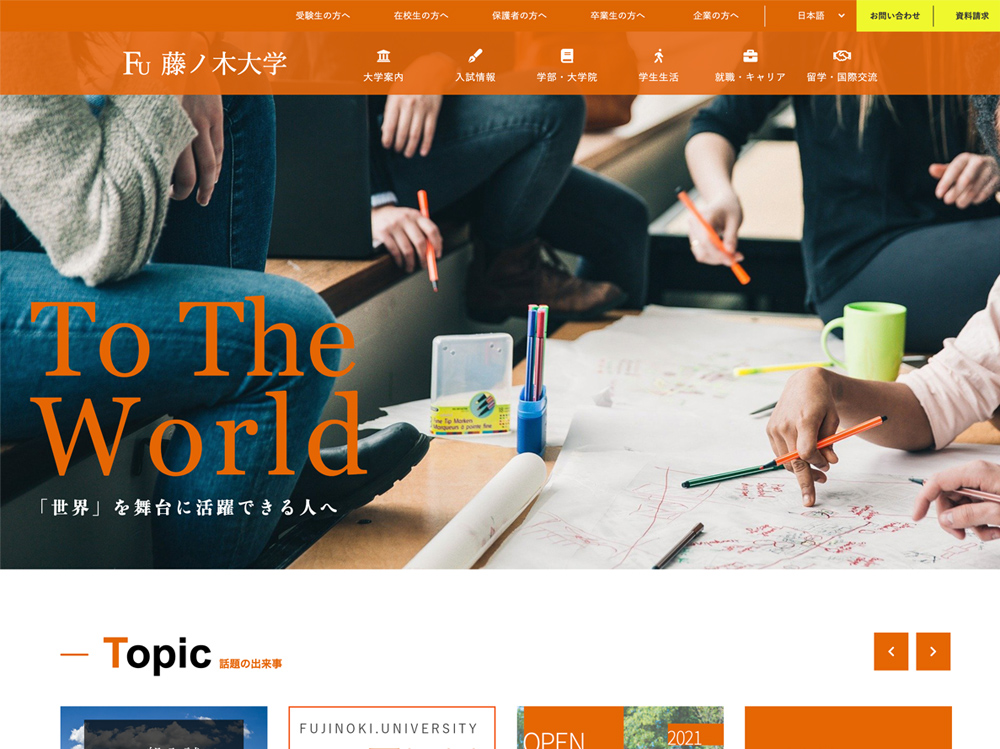 受験生の方へ 在校生の方へ 保護者の方へ 卒業生の方へ 企業の方へ 日本語 お問い合わせ 資料請求
FU 藤ノ木大学
大学案内 入試情報 学部・大学院 学生生活 就職・キャリア 留学・国際交流
To The
World
「世界」を舞台に活躍できる人へ
Topic 話題の出来事
FUJINOKI.UNIVERSITY
OPEN
2021